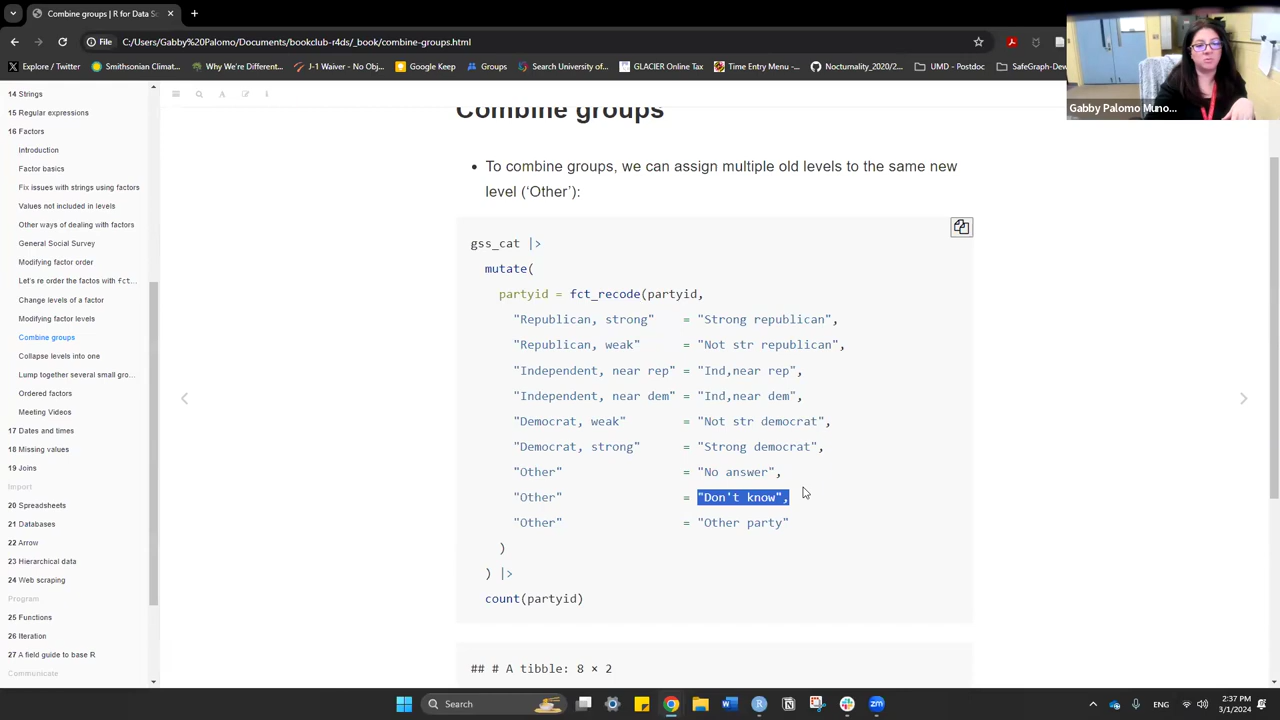 Combine groups | R for Data Sc
File
C:/Users/Gabby%20Palomo/Documents/bookclub-r4ds/_book/combine-groups.html
Explore / Twitter
Smithsonian Climat...
J-1 Waiver - No Obj...
Google Keep
Search University of...
GLACIER Online Tax
Nocturnality_2020/2...
UMD - Postdoc
SafeGraph-Dewey
Gabby Palomo Muno...
14 Strings
15 Regular expressions
16 Factors
Introduction
Factor basics
Fix issues with strings using factors
Values not included in levels
Other ways of dealing with factors
General Social Survey
Modifying factor order
Let's re order the factos with fct...
Change levels of a factor
Modifying factor levels
Combine groups
Collapse levels into one
Lump together several small gro...
Ordered factors
Meeting Videos
17 Dates and times
18 Missing values
19 Joins
Import
20 Spreadsheets
21 Databases
22 Arrow
23 Hierarchical data
24 Web scraping
Program
25 Functions
26 Iteration
27 A field guide to base R
Communicate
Combine groups
• To combine groups, we can assign multiple old levels to the same new
level ('Other'):
gss_cat |>
mutate(
partyid = fct_recode(partyid,
"Republican, strong" = "Strong republican",
"Republican, weak" = "Not str republican",
"Independent, near rep" = "Ind,near rep",
"Independent, near dem" = "Ind,near dem",
"Democrat, weak" = "Not str democrat",
"Democrat, strong" = "Strong democrat",
"Other" = "No answer",
"Other" = "Don't know",
"Other" = "Other party"
)
) |>
count(partyid)
## # A tibble: 8 × 2
Search
2:37 PM
3/1/2024